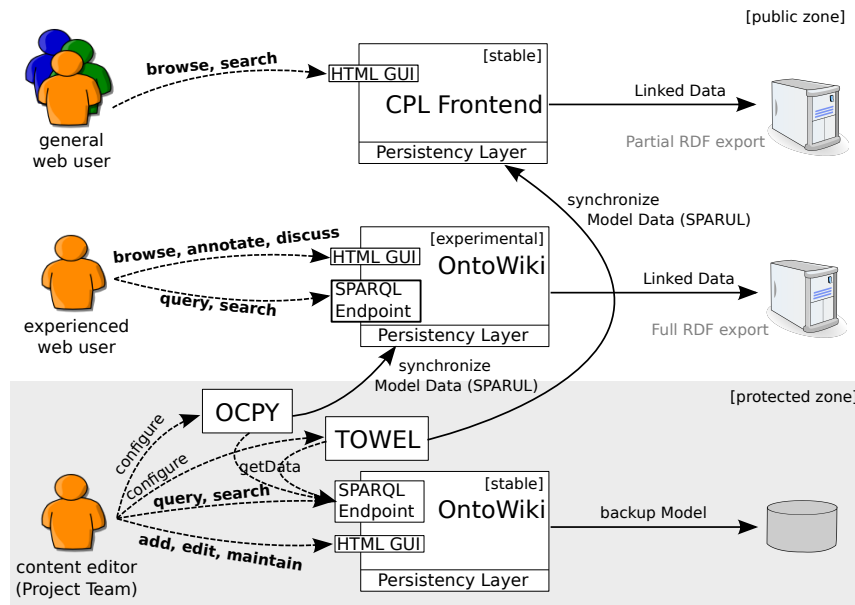 [public zone]
general
web user
browse, search
HTML GUI
[stable]
CPL Frontend
Persistency Layer
Linked Data
Partial RDF export
synchronize
Model Data (SPARUL)
experienced
web user
browse, annotate, discuss
query, search
HTML GUI
SPARQL
Endpoint
[experimental]
OntoWiki
Persistency Layer
Linked Data
Full RDF export
synchronize
Model Data (SPARUL)
[protected zone]
OCPY
TOWEL
configure
configure
getData
query, search
add, edit, maintain
content editor
(Project Team)
SPARQL
Endpoint
HTML GUI
[stable]
OntoWiki
Persistency Layer
backup Model